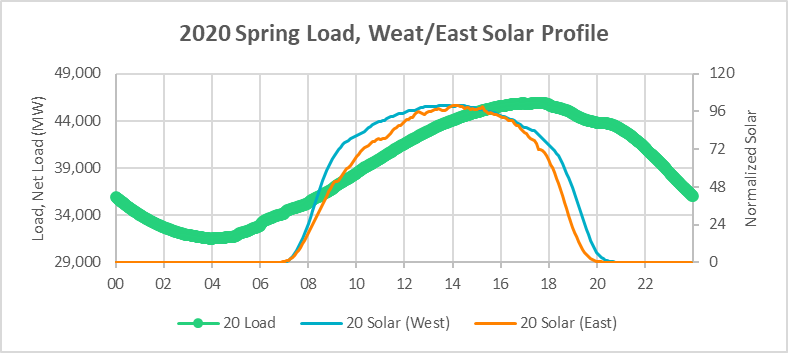 2020 Spring Load, Weat/East Solar Profile
Load, Net Load (MW)
49,000
44,000
39,000
34,000
29,000
120
96
72
48
24
0
Normalized Solar
00 02 04 06 08 10 12 14 16 18 20 22
20 Load 20 Solar (West) 20 Solar (East)